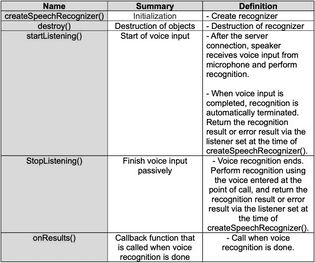 Name Summary Definition
createSpeechRecognizer() Initialization - Create recognizer
destroy() Destruction of objects - Destruction of recognizer
startListening() Start of voice input - After the server
connection, speaker
receives voice input from
microphone and perform
recognition.
- When voice input is
completed, recognition is
automatically terminated.
Return the recognition
result or error result via the
listener set at the time of
createSpeechRecognizer().
StopListening() Finish voice input - Voice recognition ends.
passively Perform recognition using
the voice entered at the
point of call, and return the
recognition result or error
result via the listener set at
the time of
createSpeechRecognizer().
onResults() Callback function that - Call when voice
is called when voice recognition is done.
recognition is done